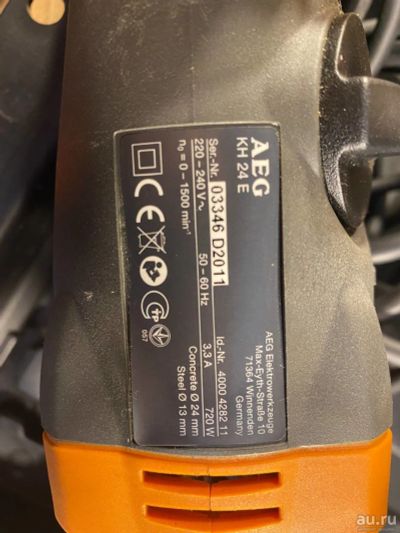 AEG
KH 24 E
AEG Elektrowerkzeuge
Max-Eyth-Straße 10
71364 Winnenden
Germany
Ser.-Nr. 03346 D2011
Id.-Nr. 4000 4282 11
220 – 240 V~ 50 – 60 Hz 3,3 A 720 W
n₀ = 0 – 1500 min⁻¹ Concrete Ø 24 mm
Steel Ø 13 mm
CE
057
au.ru